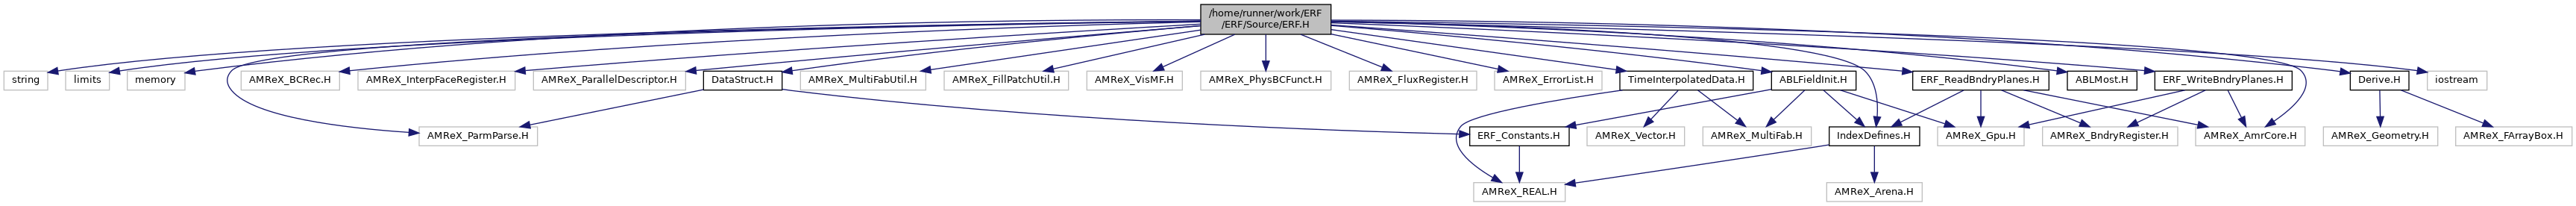 /home/runner/work/ERF
/ERF/Source/ERF.H
string
limits
memory
AMReX_BCRec.H
AMReX_InterpFaceRegister.H
AMReX_ParallelDescriptor.H
DataStruct.H
AMReX_MultiFabUtil.H
AMReX_FillPatchUtil.H
AMReX_VisMF.H
AMReX_PhysBCFunct.H
AMReX_FluxRegister.H
AMReX_ErrorList.H
TimeInterpolatedData.H
ABLFieldInit.H
ERF_ReadBndryPlanes.H
ABLMost.H
ERF_WriteBndryPlanes.H
Derive.H
iostream
AMReX_ParmParse.H
ERF_Constants.H
AMReX_Vector.H
AMReX_MultiFab.H
IndexDefines.H
AMReX_Gpu.H
AMReX_BndryRegister.H
AMReX_AmrCore.H
AMReX_Geometry.H
AMReX_FArrayBox.H
AMReX_REAL.H
AMReX_Arena.H